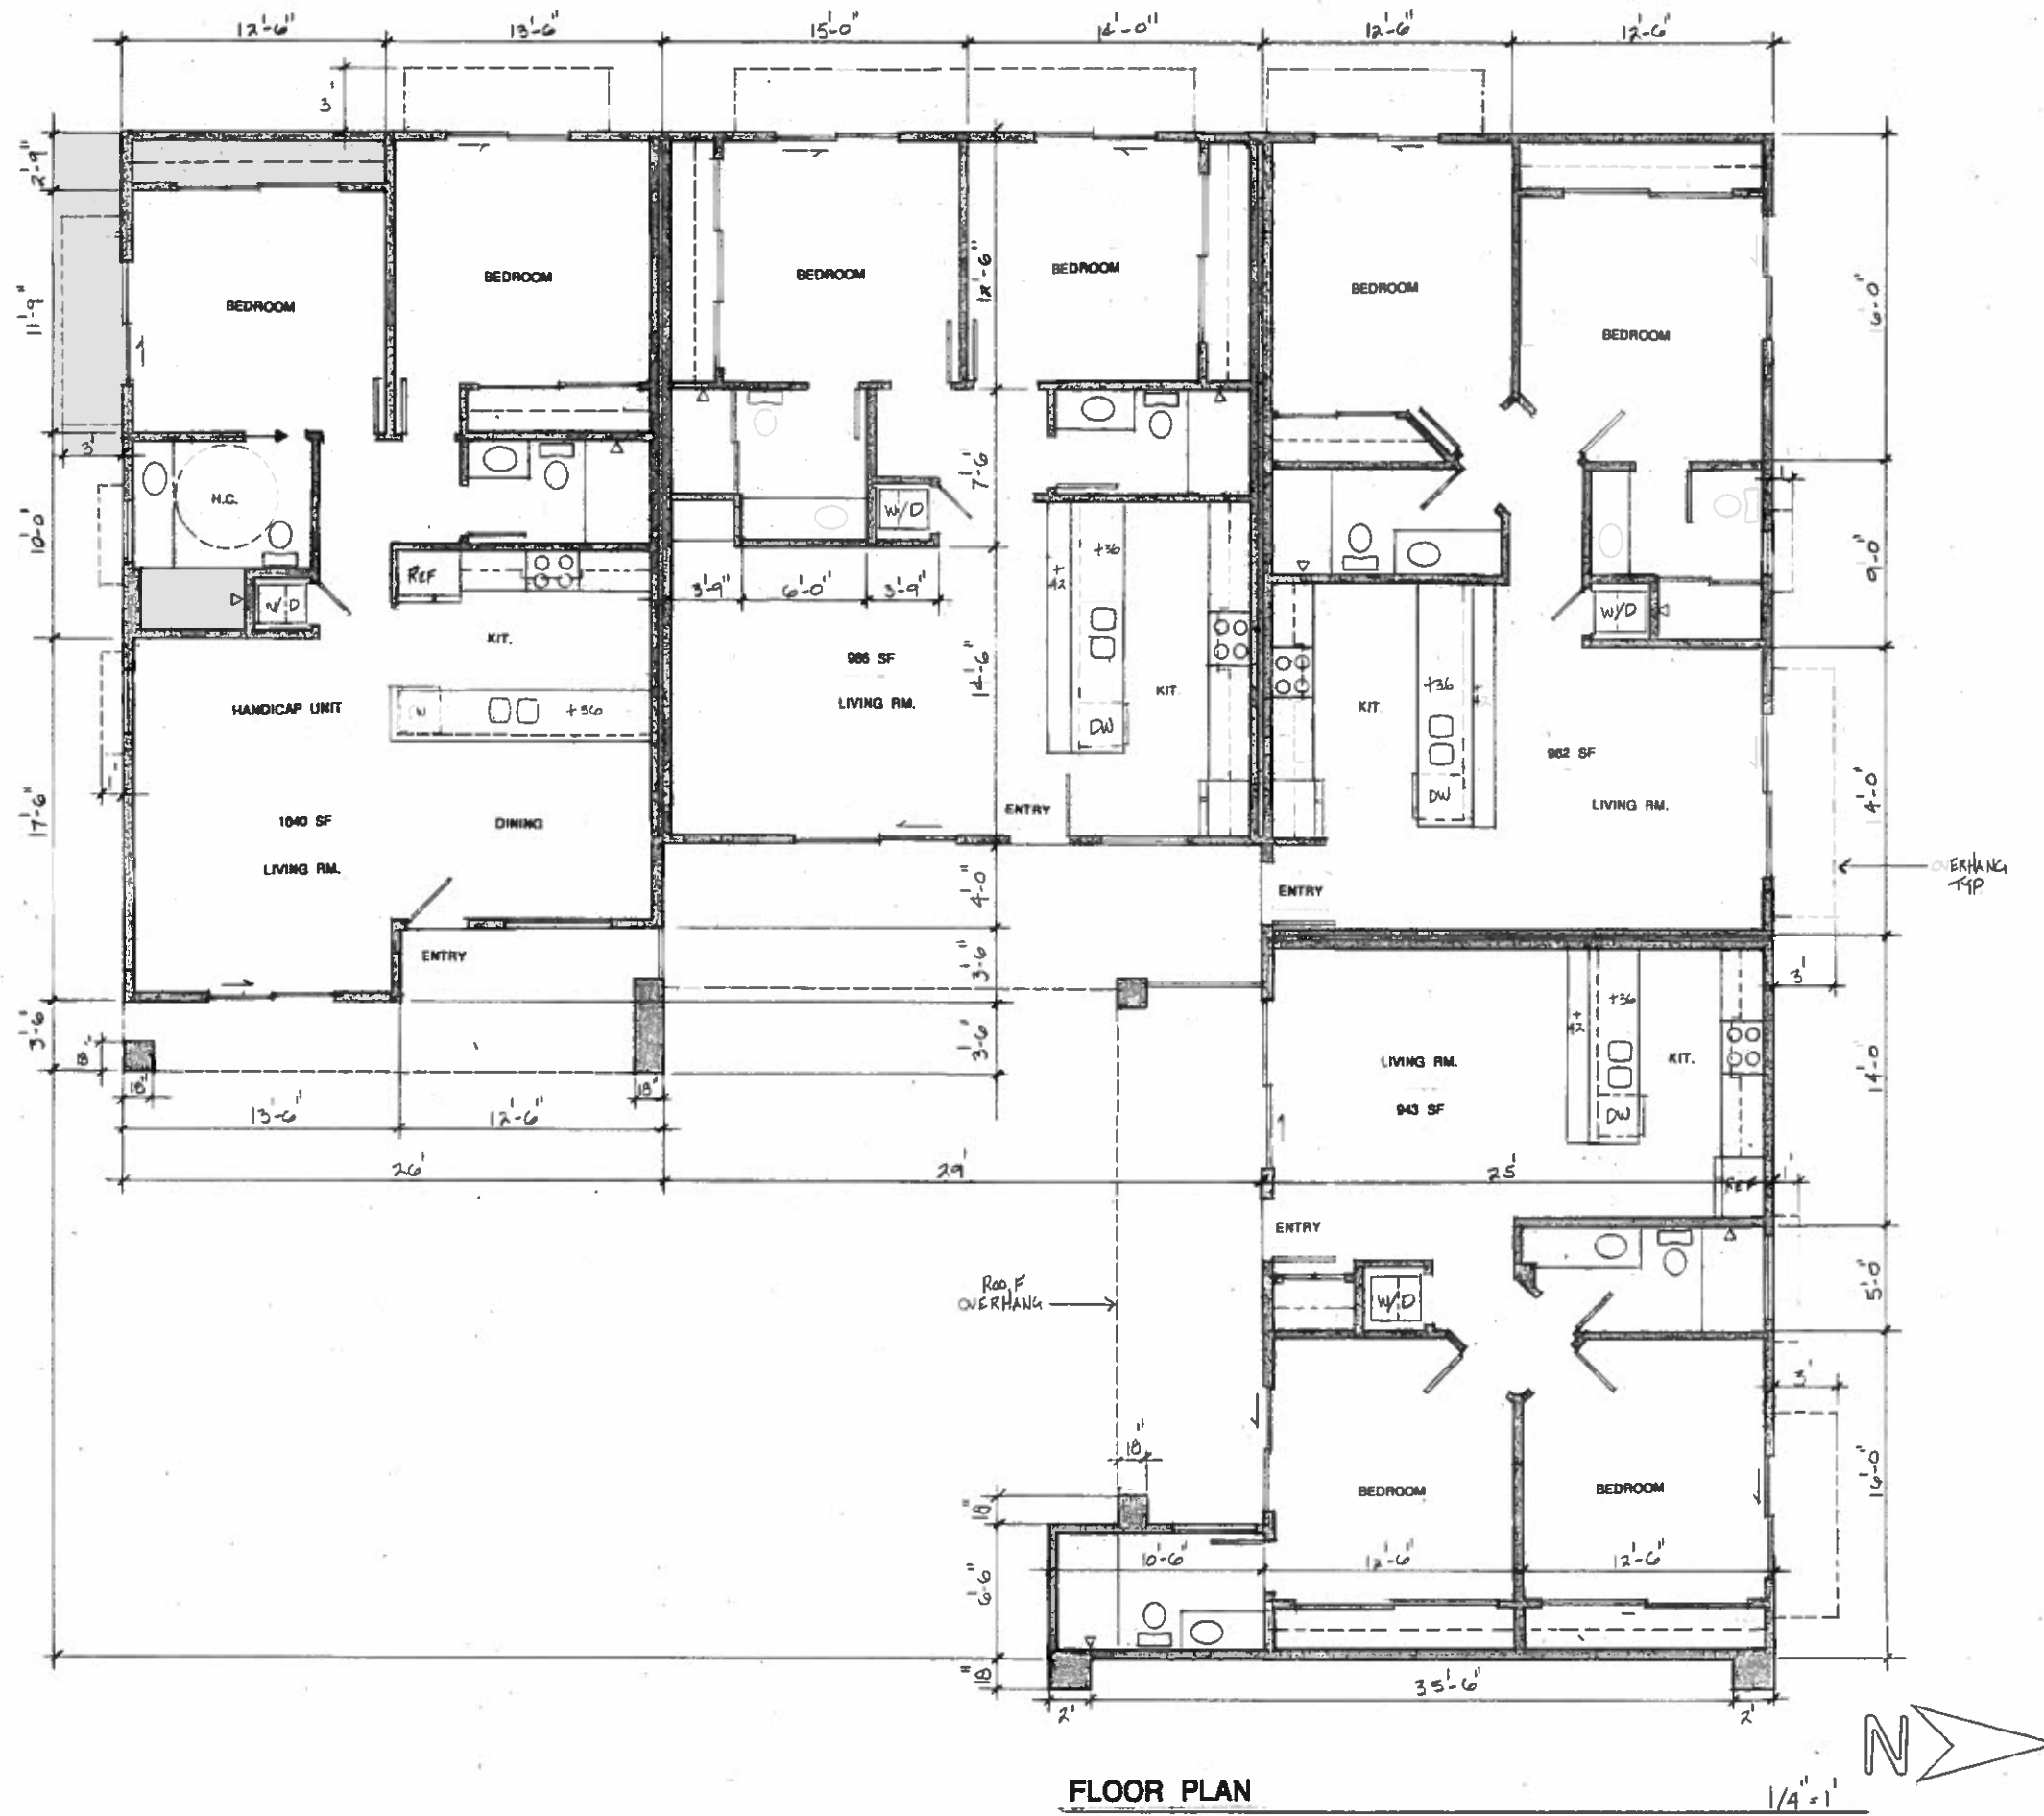 12'-6" 13'-6" 15'-0" 14'-0" 12'-6" 12'-6"
3'
2'-9"
11'-9"
10'-0"
17'-6"
3'-6"
BEDROOM
BEDROOM
BEDROOM
BEDROOM
BEDROOM
BEDROOM
12'-6"
7'-6"
14'-6"
4'-0"
3'-6"
3'-6"
3'
H.C.
W/D
REF
KIT.
HANDICAP UNIT
+36
1040 SF
LIVING RM.
DINING
ENTRY
W/D
3'-9" 6'-0" 3'-9"
986 SF
LIVING RM.
+42
+36
DW
KIT.
ENTRY
W/D
KIT.
+36
DW
982 SF
LIVING RM.
ENTRY
9'-0"
14'-0"
OVERHANG
TYP
3'
LIVING RM.
943 SF
+42
+36
DW
KIT.
REF
14'-0
1'
18"
18"
13'-6" 12'-6"
26' 29' 25'
ENTRY
W/D
5'-0"
ROOF
OVERHANG
3'
BEDROOM
BEDROOM
16'-0"
18"
18"
6'-6"
18"
10'-6" 12'-6" 12'-6"
2' 35'-6" 2'
N
FLOOR PLAN
1/4"=1'